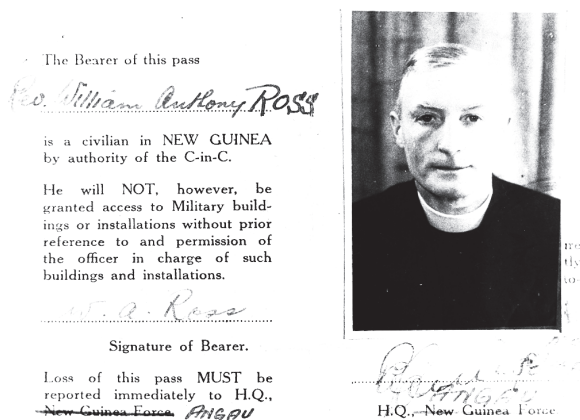 The Bearer of this pass
Rev. William Anthony Ross
is a civilian in NEW GUINEA
by authority of the C-in-C.
He will NOT, however, be
granted access to Military build-
ings or installations without prior
reference to and permission of
the officer in charge of such
buildings and installations.
W. A. Ross
Signature of Bearer.
Loss of this pass MUST be
reported immediately to H.Q.,
New Guinea Force. ANGAU
ANGAU
H.Q., New Guinea Force